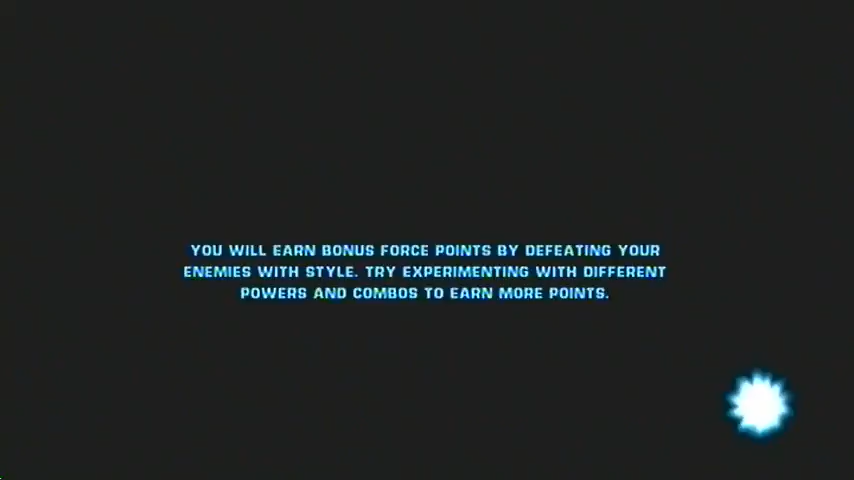 YOU WILL EARN BONUS FORCE POINTS BY DEFEATING YOUR
ENEMIES WITH STYLE. TRY EXPERIMENTING WITH DIFFERENT
POWERS AND COMBOS TO EARN MORE POINTS.